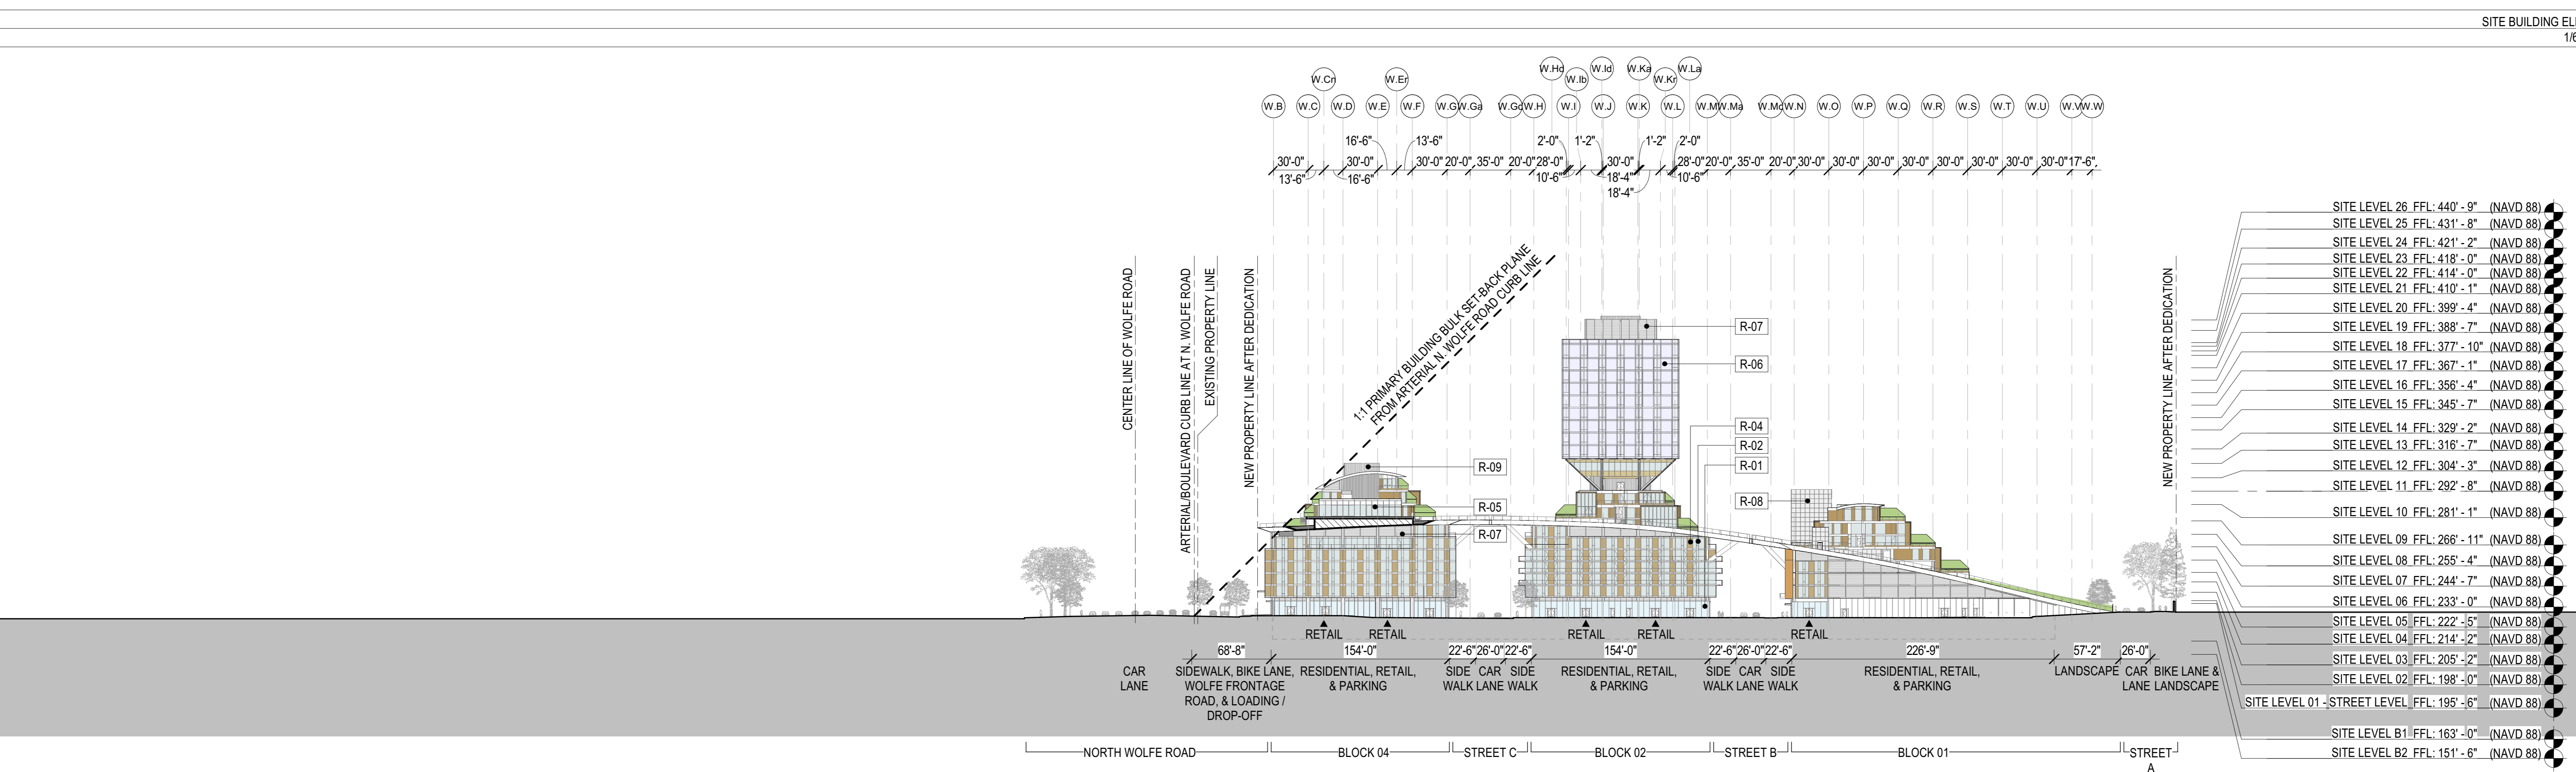 SITE BUILDING EL
1/
W.Cn
W.Er
W.Hd
W.Ib
W.Id
W.Ka
W.Kr
W.La
W.B
W.C
W.D
W.E
W.F
W.G
W.Ga
W.H
W.I
W.J
W.K
W.L
W.M
W.Ma
W.N
W.O
W.P
W.Q
W.R
W.S
W.T
W.U
W.V
W.W
16'-6"
13'-6"
2'-0"
1'-2"
1'-2"
2'-0"
30'-0"
30'-0"
30'-0"
20'-0"
35'-0"
20'-0"
28'-0"
30'-0"
28'-0"
20'-0"
35'-0"
20'-0"
30'-0"
30'-0"
30'-0"
30'-0"
30'-0"
30'-0"
30'-0"
30'-0"
17'-6"
13'-6"
16'-6"
10'-6"
18'-4"
10'-6"
18'-4"
CENTER LINE OF WOLFE ROAD
ARTERIAL/BOULEVARD CURB LINE AT N. WOLFE ROAD
EXISTING PROPERTY LINE
NEW PROPERTY LINE AFTER DEDICATION
1:1 PRIMARY BUILDING BULK SET-BACK PLANE
FROM ARTERIAL N. WOLFE ROAD CURB LINE
NEW PROPERTY LINE AFTER DEDICATION
R-09
R-05
R-07
R-07
R-06
R-04
R-02
R-01
R-08
SITE LEVEL 26 FFL: 440' - 9" (NAVD 88)
SITE LEVEL 25 FFL: 431' - 8" (NAVD 88)
SITE LEVEL 24 FFL: 421' - 2" (NAVD 88)
SITE LEVEL 23 FFL: 418' - 0" (NAVD 88)
SITE LEVEL 22 FFL: 414' - 0" (NAVD 88)
SITE LEVEL 21 FFL: 410' - 1" (NAVD 88)
SITE LEVEL 20 FFL: 399' - 4" (NAVD 88)
SITE LEVEL 19 FFL: 388' - 7" (NAVD 88)
SITE LEVEL 18 FFL: 377' - 10" (NAVD 88)
SITE LEVEL 17 FFL: 367' - 1" (NAVD 88)
SITE LEVEL 16 FFL: 356' - 4" (NAVD 88)
SITE LEVEL 15 FFL: 345' - 7" (NAVD 88)
SITE LEVEL 14 FFL: 329' - 2" (NAVD 88)
SITE LEVEL 13 FFL: 316' - 7" (NAVD 88)
SITE LEVEL 12 FFL: 304' - 3" (NAVD 88)
SITE LEVEL 11 FFL: 292' - 8" (NAVD 88)
SITE LEVEL 10 FFL: 281' - 1" (NAVD 88)
SITE LEVEL 09 FFL: 266' - 11" (NAVD 88)
SITE LEVEL 08 FFL: 255' - 4" (NAVD 88)
SITE LEVEL 07 FFL: 244' - 7" (NAVD 88)
SITE LEVEL 06 FFL: 233' - 0" (NAVD 88)
SITE LEVEL 05 FFL: 222' - 5" (NAVD 88)
SITE LEVEL 04 FFL: 214' - 2" (NAVD 88)
SITE LEVEL 03 FFL: 205' - 2" (NAVD 88)
SITE LEVEL 02 FFL: 198' - 0" (NAVD 88)
SITE LEVEL 01 - STREET LEVEL FFL: 195' - 6" (NAVD 88)
SITE LEVEL B1 FFL: 163' - 0" (NAVD 88)
SITE LEVEL B2 FFL: 151' - 6" (NAVD 88)
RETAIL
RETAIL
RETAIL
RETAIL
RETAIL
68'-8"
154'-0"
22'-6"
26'-0"
22'-6"
154'-0"
22'-6"
26'-0"
22'-6"
226'-9"
57'-2"
26'-0"
CAR
LANE
SIDEWALK, BIKE LANE,
WOLFE FRONTAGE
ROAD, & LOADING /
DROP-OFF
RESIDENTIAL, RETAIL,
& PARKING
SIDE
WALK
CAR
LANE
SIDE
WALK
RESIDENTIAL, RETAIL,
& PARKING
SIDE
WALK
CAR
LANE
SIDE
WALK
RESIDENTIAL, RETAIL,
& PARKING
LANDSCAPE
CAR
LANE
BIKE LANE &
LANDSCAPE
NORTH WOLFE ROAD
BLOCK 04
STREET C
BLOCK 02
STREET B
BLOCK 01
STREET
A